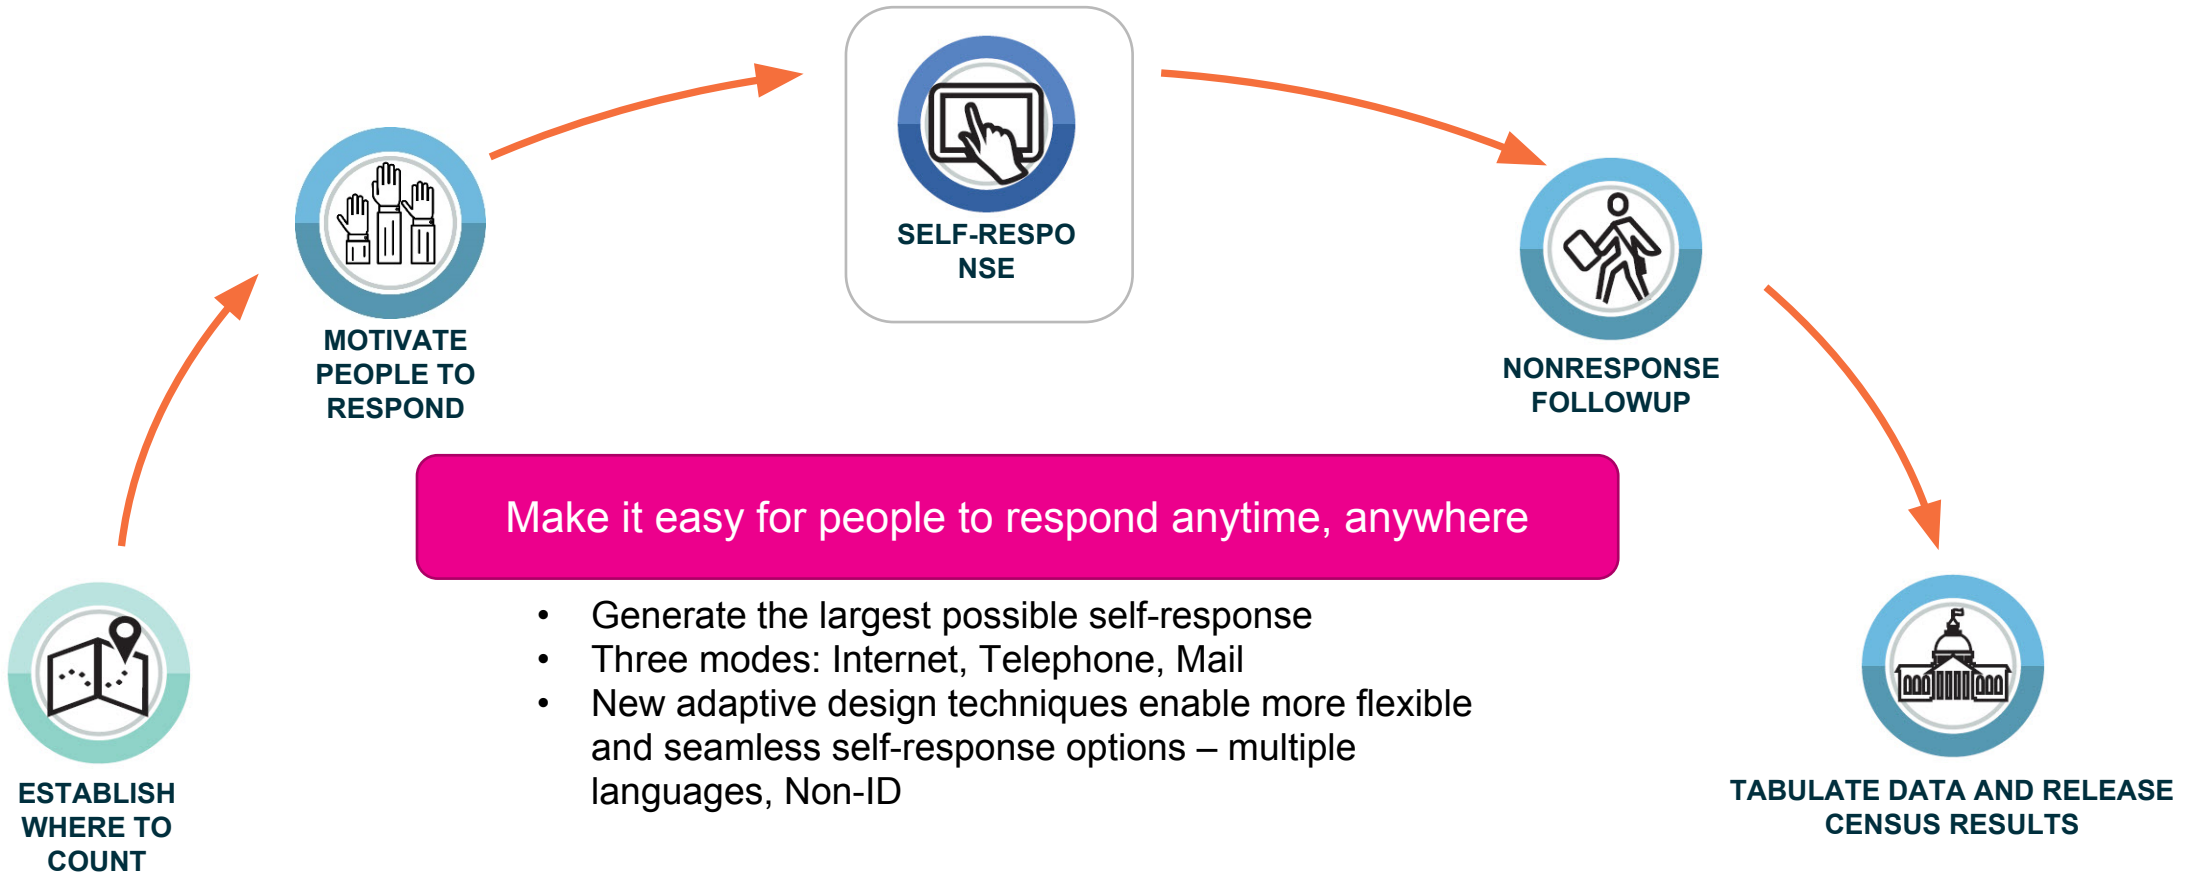 SELF-RESPO
NSE
MOTIVATE
PEOPLE TO
RESPOND
NONRESPONSE
FOLLOWUP
Make it easy for people to respond anytime, anywhere
• Generate the largest possible self-response
• Three modes: Internet, Telephone, Mail
• New adaptive design techniques enable more flexible
and seamless self-response options – multiple
languages, Non-ID
ESTABLISH
WHERE TO
COUNT
TABULATE DATA AND RELEASE
CENSUS RESULTS